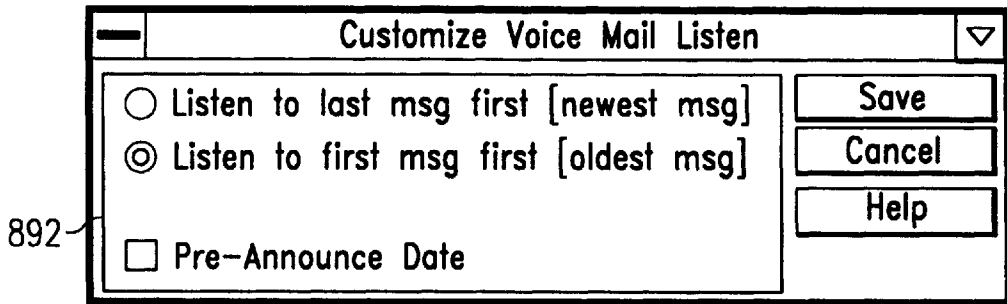 Customize Voice Mail Listen
Listen to last msg first [newest msg]
Listen to first msg first [oldest msg]
Pre-Announce Date
Save
Cancel
Help
892